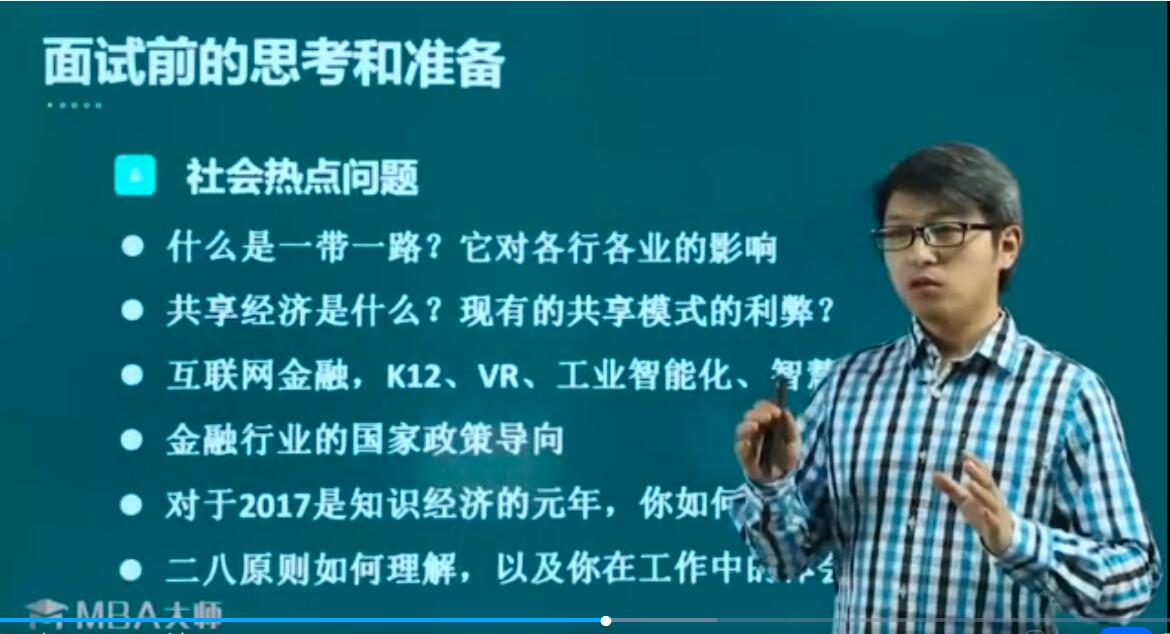 面试前的思考和准备
社会热点问题
什么是一带一路？它对各行各业的影响
共享经济是什么？现有的共享模式的利弊？
互联网金融，K12、VR、工业智能化、智慧
金融行业的国家政策导向
对于2017是知识经济的元年，你如何
二八原则如何理解，以及你在工作中的体会
MBA大师